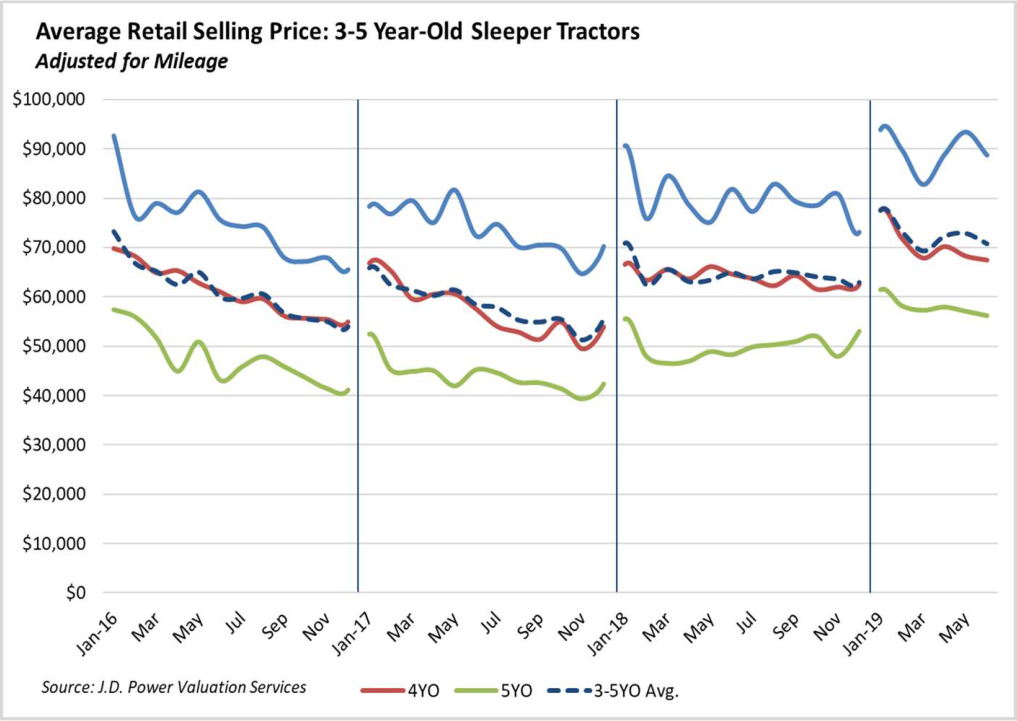 Average Retail Selling Price: 3-5 Year-Old Sleeper Tractors
Adjusted for Mileage
$100,000
$90,000
$80,000
$70,000
$60,000
$50,000
$40,000
$30,000
$20,000
$10,000
$0
Jan-16 Mar May Jul Sep Nov Jan-17 Mar May Jul Sep Nov Jan-18 Mar May Jul Sep Nov Jan-19 Mar May
Source: J.D. Power Valuation Services 4YO 5YO 3-5YO Avg.